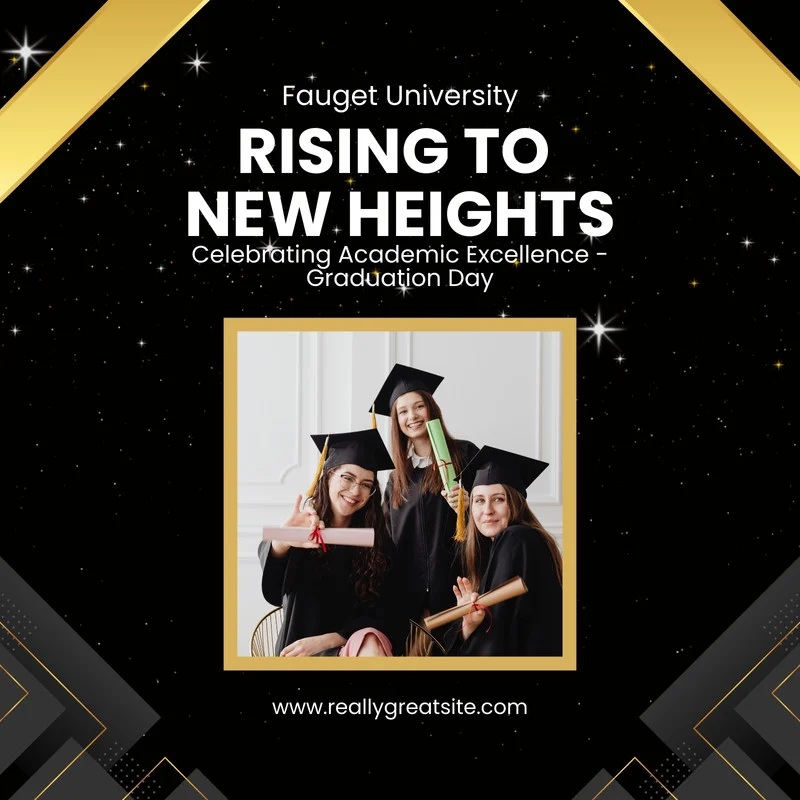 Fauget University
RISING TO
NEW HEIGHTS
Celebrating Academic Excellence -
Graduation Day
www.reallygreatsite.com